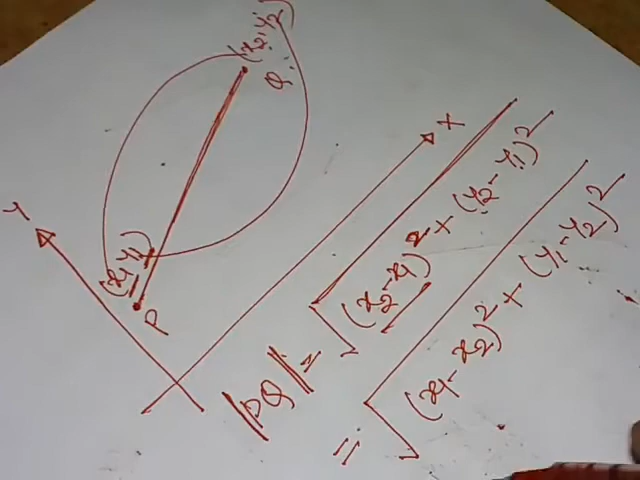 Y
(x₁, y₁)
P
(x₂, y₂)
Q
X
|PQ| = √(x₂-x₁)² + (y₂-y₁)²
= √(x₁-x₂)² + (y₁-y₂)²